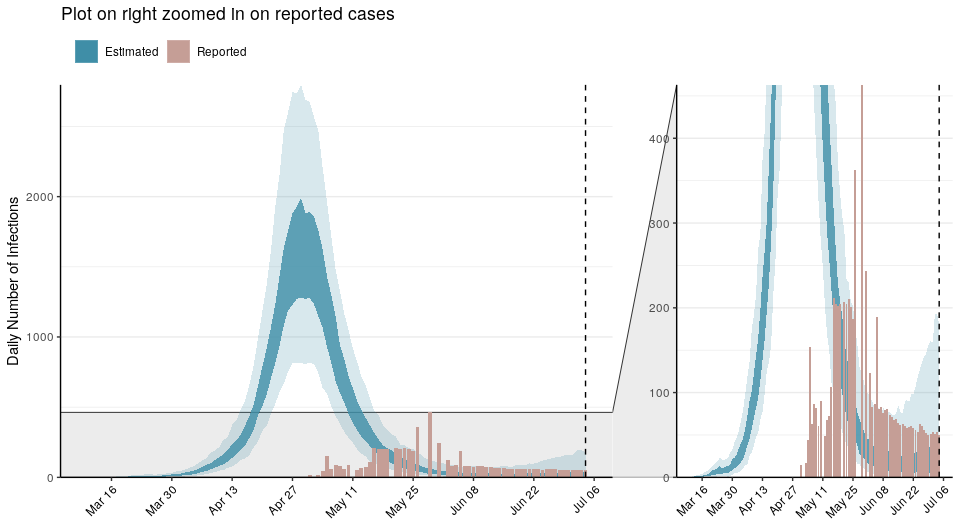 Plot on right zoomed in on reported cases
Estimated
Reported
Daily Number of Infections
2000
1000
0
Mar 16
Mar 30
Apr 13
Apr 27
May 11
May 25
Jun 08
Jun 22
Jul 06
400
300
200
100
0
Mar 16
Mar 30
Apr 13
Apr 27
May 11
May 25
Jun 08
Jun 22
Jul 06